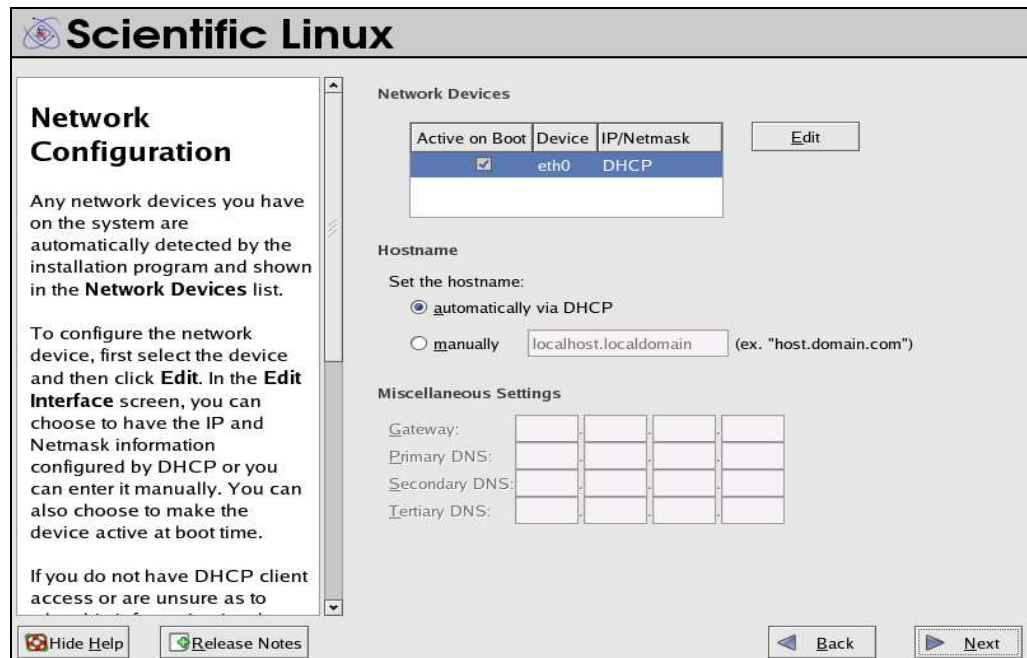 Scientific Linux
Network
Configuration
Any network devices you have
on the system are
automatically detected by the
installation program and shown
in the Network Devices list.
To configure the network
device, first select the device
and then click Edit. In the Edit
Interface screen, you can
choose to have the IP and
Netmask information
configured by DHCP or you
can enter it manually. You can
also choose to make the
device active at boot time.
If you do not have DHCP client
access or are unsure as to
Network Devices
Active on Boot Device IP/Netmask
eth0 DHCP
Edit
Hostname
Set the hostname:
automatically via DHCP
manually localhost.localdomain (ex. "host.domain.com")
Miscellaneous Settings
Gateway:
Primary DNS:
Secondary DNS:
Tertiary DNS:
Hide Help
Release Notes
Back
Next